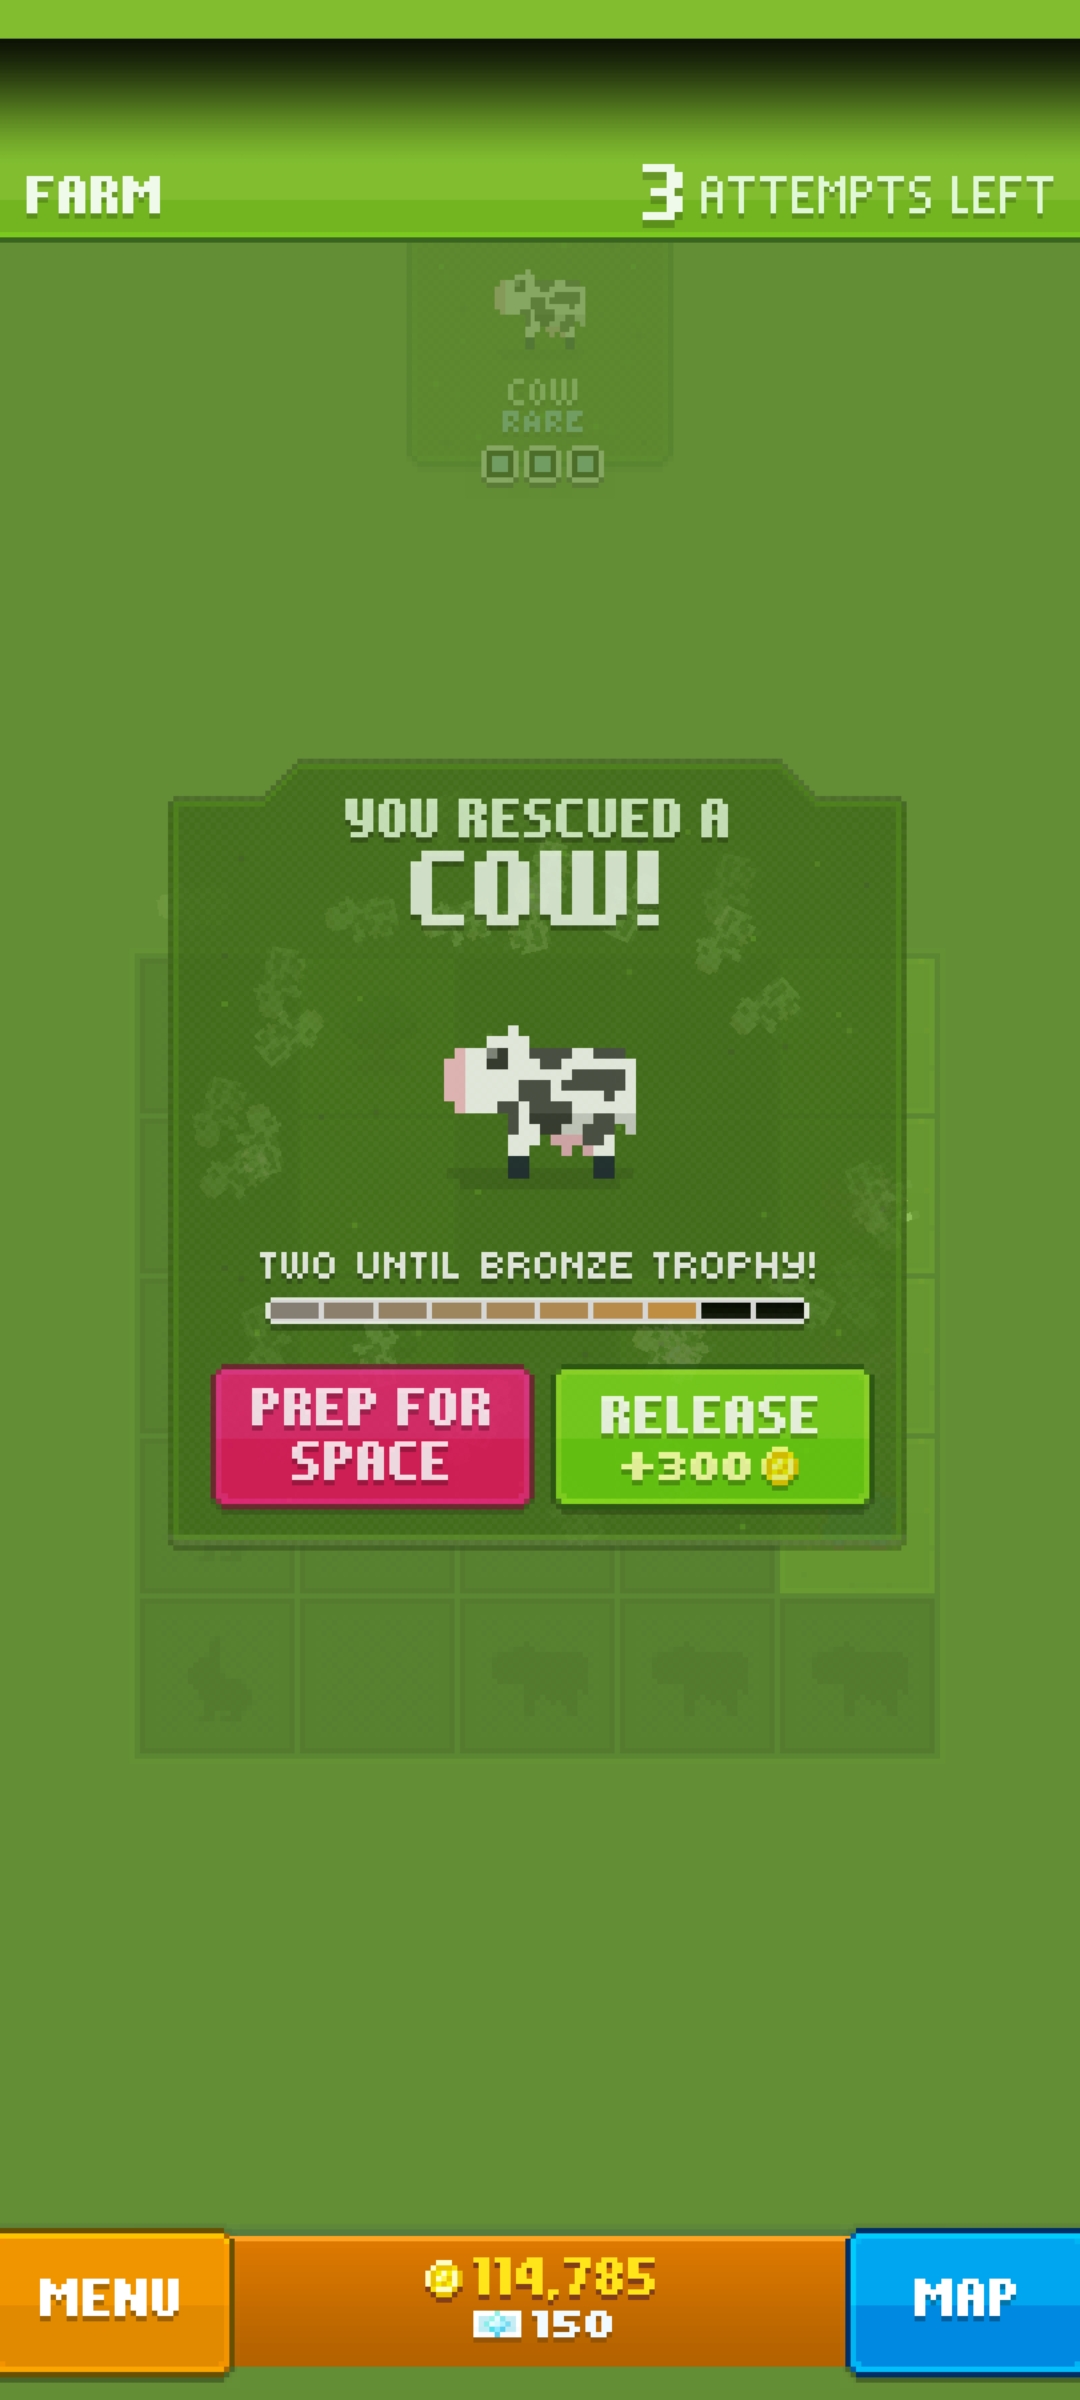 FARM
3 ATTEMPTS LEFT
COW
RARE
YOU RESCUED A
COW!
TWO UNTIL BRONZE TROPHY!
PREP FOR
SPACE
RELEASE
+300
MENU
114,785
150
MAP